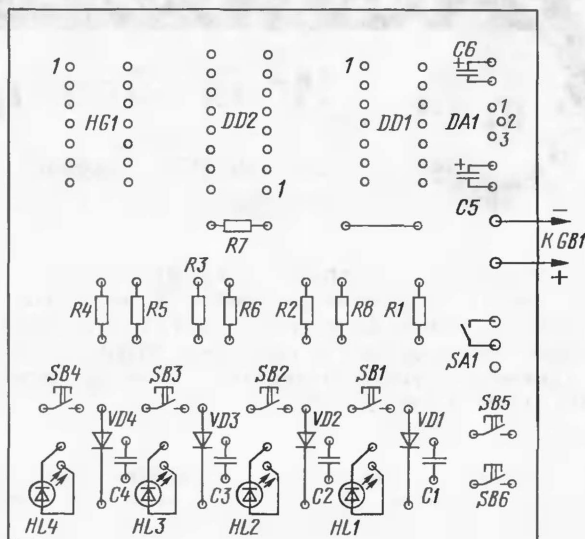 C6
1
1
+
HG1
DD2
DD1
DA1
1
2
3
1
+
C5
−
К GB1
+
R7
R3
R4
R5
R6
R2
R8
R1
SA1
SB4
SB3
SB2
SB1
VD4
VD3
VD2
VD1
SB5
C4
C3
C2
C1
SB6
HL4
HL3
HL2
HL1